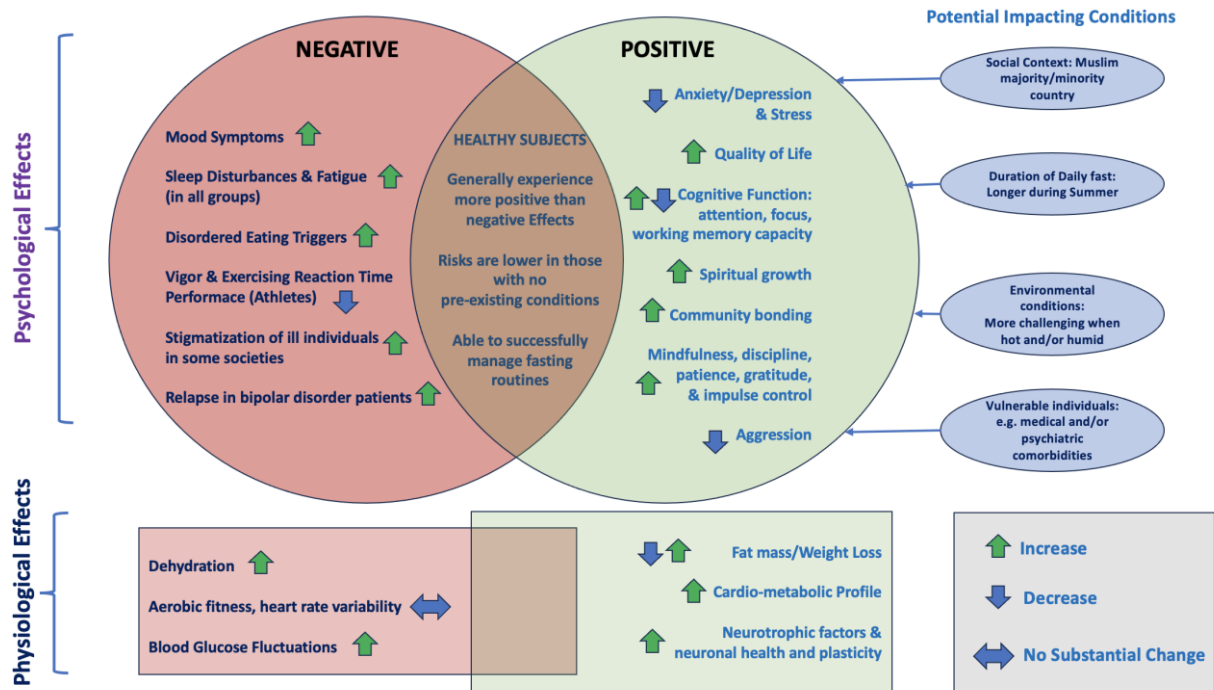 Potential Impacting Conditions
NEGATIVE
POSITIVE
Psychological Effects
Mood Symptoms
Sleep Disturbances & Fatigue
(in all groups)
Disordered Eating Triggers
Vigor & Exercising Reaction Time
Performace (Athletes)
Stigmatization of ill individuals
in some societies
Relapse in bipolar disorder patients
HEALTHY SUBJECTS
Generally experience
more positive than
negative Effects
Risks are lower in those
with no
pre-existing conditions
Able to successfully
manage fasting
routines
Anxiety/Depression
& Stress
Quality of Life
Cognitive Function:
attention, focus,
working memory capacity
Spiritual growth
Community bonding
Mindfulness, discipline,
patience, gratitude,
& impulse control
Aggression
Social Context: Muslim
majority/minority
country
Duration of Daily fast:
Longer during Summer
Environmental
conditions:
More challenging when
hot and/or humid
Vulnerable individuals:
e.g. medical and/or
psychiatric
comorbidities
Physiological Effects
Dehydration
Aerobic fitness, heart rate variability
Blood Glucose Fluctuations
Fat mass/Weight Loss
Cardio-metabolic Profile
Neurotrophic factors &
neuronal health and plasticity
Increase
Decrease
No Substantial Change